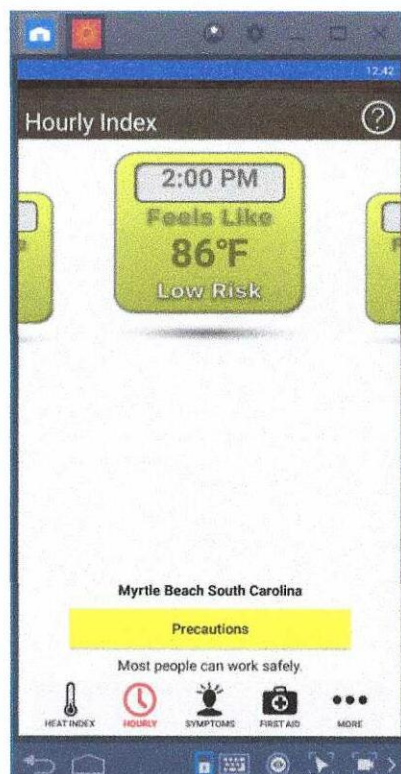 12:42
Hourly Index
?
2:00 PM
Feels Like
86°F
Low Risk
Myrtle Beach South Carolina
Precautions
Most people can work safely.
HEAT INDEX HOURLY SYMPTOMS FIRST AID MORE